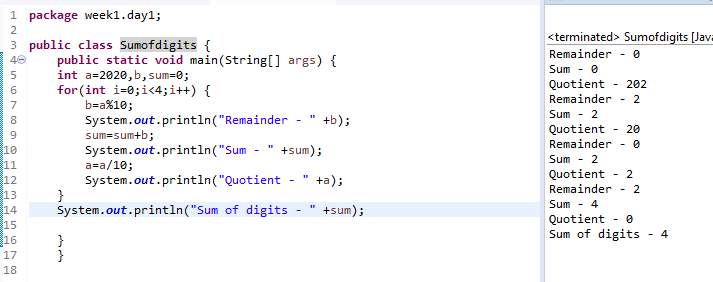 1 package week1.day1;
2
3 public class Sumofdigits {
4 public static void main(String[] args) {
5 int a=2020,b,sum=0;
6 for(int i=0;i<4;i++) {
7 b=a%10;
8 System.out.println("Remainder - " +b);
9 sum=sum+b;
10 System.out.println("Sum - " +sum);
11 a=a/10;
12 System.out.println("Quotient - " +a);
13 }
14 System.out.println("Sum of digits - " +sum);
15
16 }
17 }
18
<terminated> Sumofdigits [Java
Remainder - 0
Sum - 0
Quotient - 202
Remainder - 2
Sum - 2
Quotient - 20
Remainder - 0
Sum - 2
Quotient - 2
Remainder - 2
Sum - 4
Quotient - 0
Sum of digits - 4